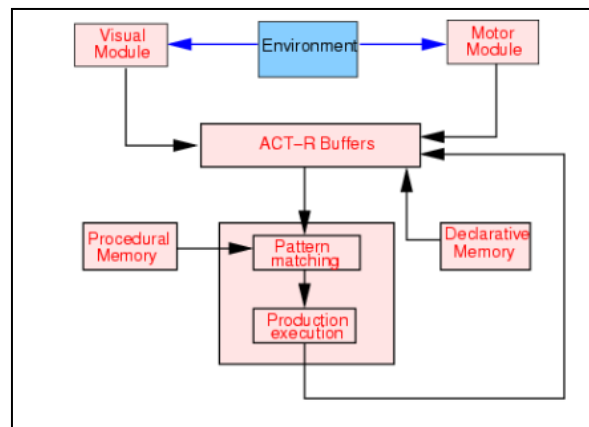 Visual
Module
Environment
Motor
Module
ACT-R Buffers
Procedural
Memory
Pattern
matching
Declarative
Memory
Production
execution